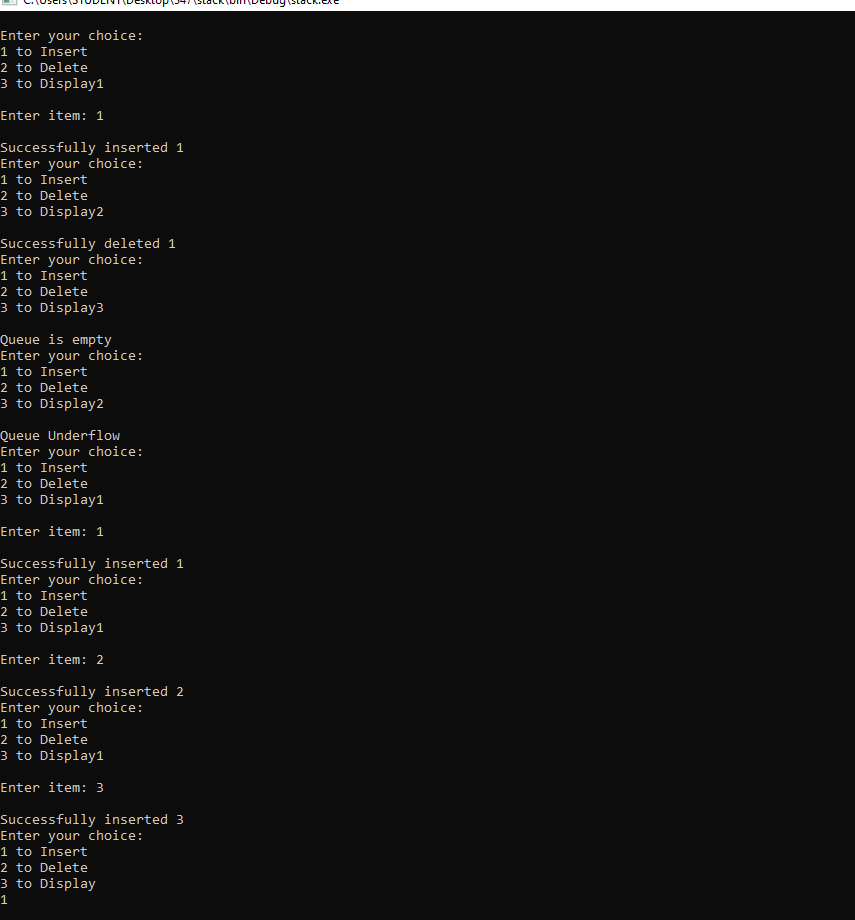 C:\Users\STUDENT\Desktop\347\stack\bin\Debug\stack.exe
Enter your choice:
1 to Insert
2 to Delete
3 to Display1
Enter item: 1
Successfully inserted 1
Enter your choice:
1 to Insert
2 to Delete
3 to Display2
Successfully deleted 1
Enter your choice:
1 to Insert
2 to Delete
3 to Display3
Queue is empty
Enter your choice:
1 to Insert
2 to Delete
3 to Display2
Queue Underflow
Enter your choice:
1 to Insert
2 to Delete
3 to Display1
Enter item: 1
Successfully inserted 1
Enter your choice:
1 to Insert
2 to Delete
3 to Display1
Enter item: 2
Successfully inserted 2
Enter your choice:
1 to Insert
2 to Delete
3 to Display1
Enter item: 3
Successfully inserted 3
Enter your choice:
1 to Insert
2 to Delete
3 to Display
1